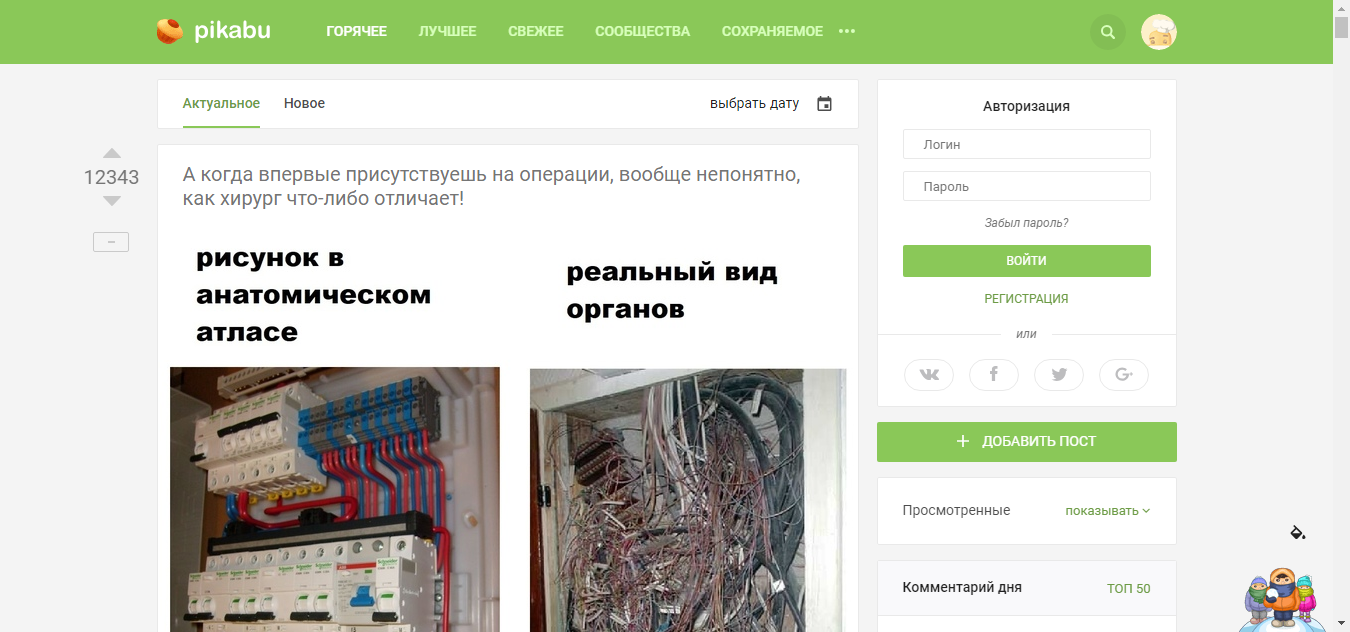 pikabu
ГОРЯЧЕЕ
ЛУЧШЕЕ
СВЕЖЕЕ
СООБЩЕСТВА
СОХРАНЯЕМОЕ
Актуальное
Новое
выбрать дату
12343
А когда впервые присутствуешь на операции, вообще непонятно,
как хирург что-либо отличает!
рисунок в
анатомическом
атласе
реальный вид
органов
Авторизация
Логин
Пароль
Забыл пароль?
ВОЙТИ
РЕГИСТРАЦИЯ
или
+ ДОБАВИТЬ ПОСТ
Просмотренные
показывать
Комментарий дня
ТОП 50